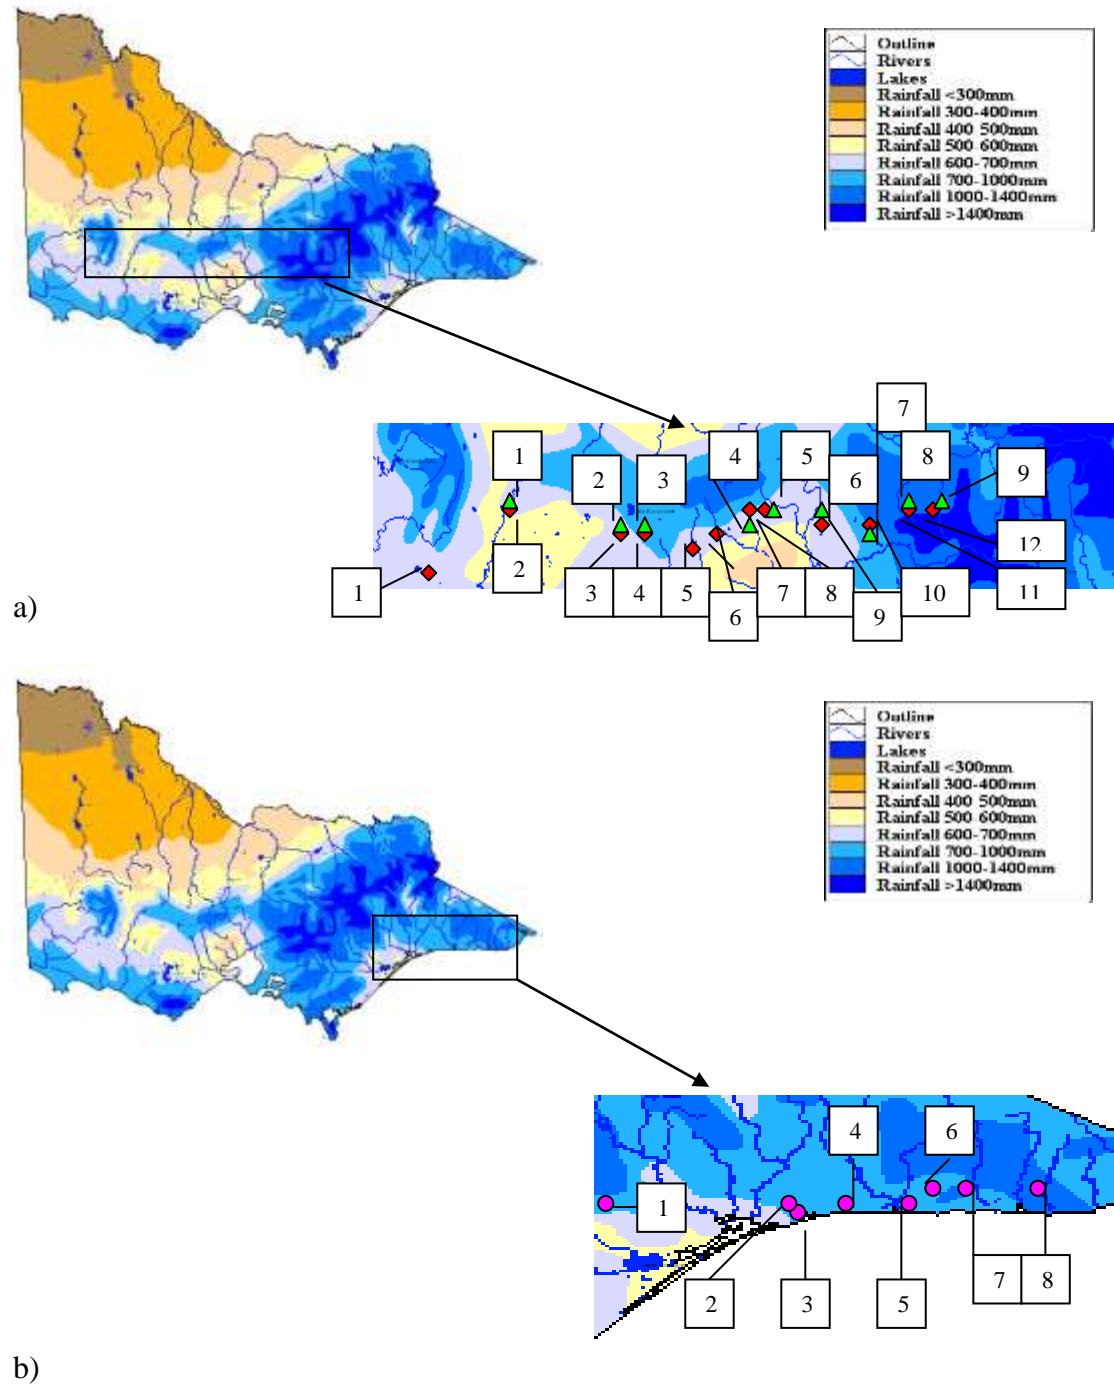 Outline
Rivers
Lakes
Rainfall <300mm
Rainfall 300-400mm
Rainfall 400-500mm
Rainfall 500-600mm
Rainfall 600-700mm
Rainfall 700-1000mm
Rainfall 1000-1400mm
Rainfall >1400mm
7
1 2 3 4 5 6 8 9
1 2 3 4 5 6 7 8 9 10 11 12
a)
Outline
Rivers
Lakes
Rainfall <300mm
Rainfall 300-400mm
Rainfall 400-500mm
Rainfall 500-600mm
Rainfall 600-700mm
Rainfall 700-1000mm
Rainfall 1000-1400mm
Rainfall >1400mm
4 6
1
2 3 5 7 8
b)